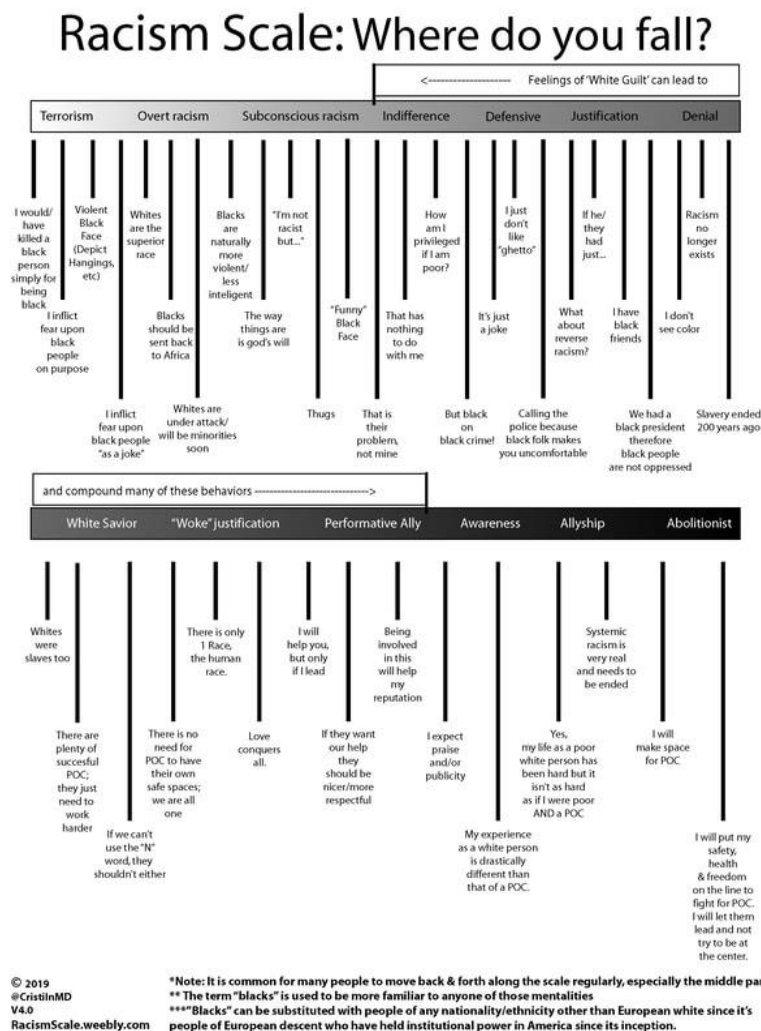 Racism Scale: Where do you fall?
<-------------------- Feelings of 'White Guilt' can lead to
Terrorism Overt racism Subconscious racism Indifference Defensive Justification Denial
I would/
have
killed a
black
person
simply for
being
black
I inflict
fear upon
black
people
on purpose
Violent
Black
Face
(Depict
Hangings,
etc)
I inflict
fear upon
black people
"as a joke"
Whites
are the
superior
race
Blacks
should be
sent back
to Africa
Whites are
under attack/
will be minorities
soon
Blacks
are
naturally
more
violent/
less
inteligent
The way
things are
is god's will
"I'm not
racist
but..."
Thugs
"Funny"
Black
Face
That is
their
problem,
not mine
That has
nothing
to do
with me
How
am I
privileged
if I am
poor?
But black
on
black crime!
It's just
a joke
I just
don't
like
"ghetto"
Calling the
police because
black folk makes
you uncomfortable
What
about
reverse
racism?
If he/
they
had
just...
I have
black
friends
We had a
black president
therefore
black people
are not oppressed
I don't
see color
Racism
no
longer
exists
Slavery ended
200 years ago
and compound many of these behaviors ---------------------------->
White Savior "Woke" justification Performative Ally Awareness Allyship Abolitionist
Whites
were
slaves too
There are
plenty of
succesful
POC;
they just
need to
work
harder
If we can't
use the "N"
word, they
shouldn't either
There is no
need for
POC to have
their own
safe spaces;
we are all
one
There is only
1 Race,
the human
race.
Love
conquers
all.
I will
help you,
but only
if I lead
If they want
our help
they
should be
nicer/more
respectful
Being
involved
in this
will help
my
reputation
I expect
praise
and/or
publicity
My experience
as a white person
is drastically
different than
that of a POC.
Yes,
my life as a poor
white person has
been hard but it
isn't as hard
as if I were poor
AND a POC
Systemic
racism is
very real
and needs to
be ended
I will
make space
for POC
I will put my
safety,
health
& freedom
on the line to
fight for POC.
I will let them
lead and not
try to be at
the center.
© 2019
@CristiInMD
V4.0
RacismScale.weebly.com
*Note: It is common for many people to move back & forth along the scale regularly, especially the middle par
** The term "blacks" is used to be more familiar to anyone of those mentalities
***"Blacks" can be substituted with people of any nationality/ethnicity other than European white since it's
people of European descent who have held institutional power in America since its inception.